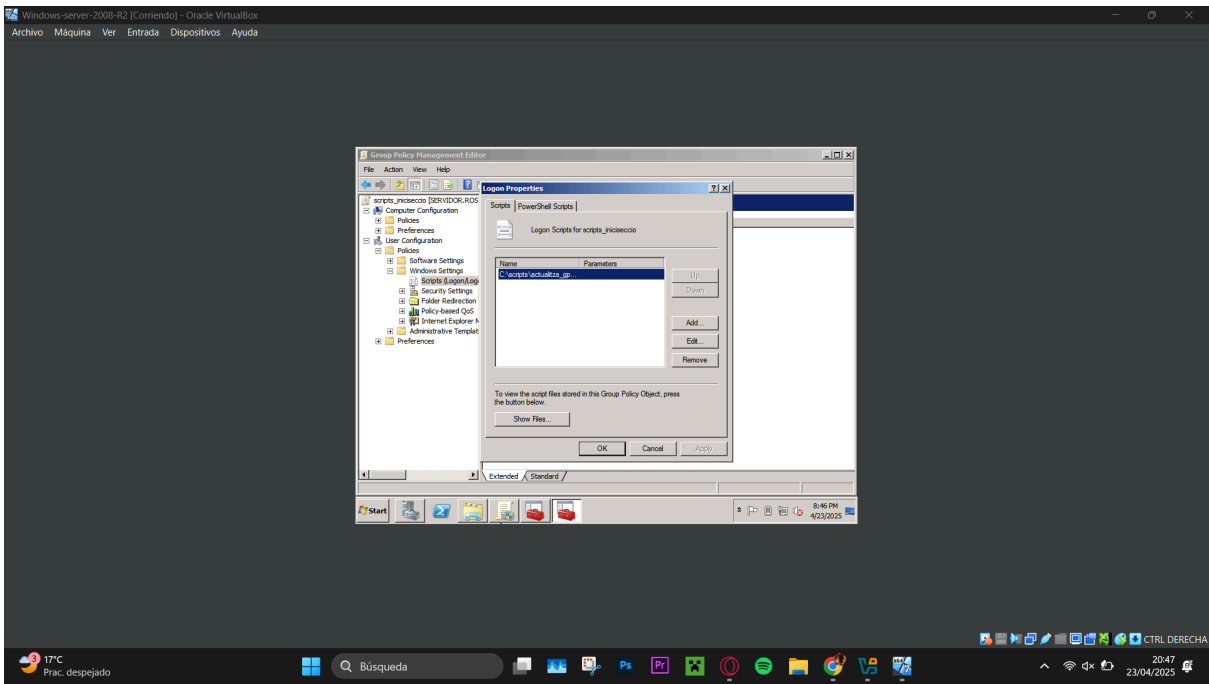 Windows-server-2008-R2 [Corriendo] - Oracle VirtualBox
Archivo Máquina Ver Entrada Dispositivos Ayuda
Group Policy Management Editor
File Action View Help
Logon Properties
scripts_iniciseccio [SERVIDOR.ROS
Computer Configuration
Policies
Preferences
User Configuration
Policies
Software Settings
Windows Settings
Scripts (Logon/Log
Security Settings
Folder Redirection
Policy-based QoS
Internet Explorer M
Administrative Templat
Preferences
Scripts PowerShell Scripts
Logon Scripts for scripts_iniciseccio
Name Parameters
C:\scripts\actualitza_gp...
Up
Down
Add...
Edit...
Remove
To view the script files stored in this Group Policy Object, press
the button below.
Show Files...
OK Cancel Apply
Extended Standard
Start
8:46 PM
4/23/2025
CTRL DERECHA
3
17°C
Prac. despejado
Búsqueda
Ps
Pr
20:47
23/04/2025